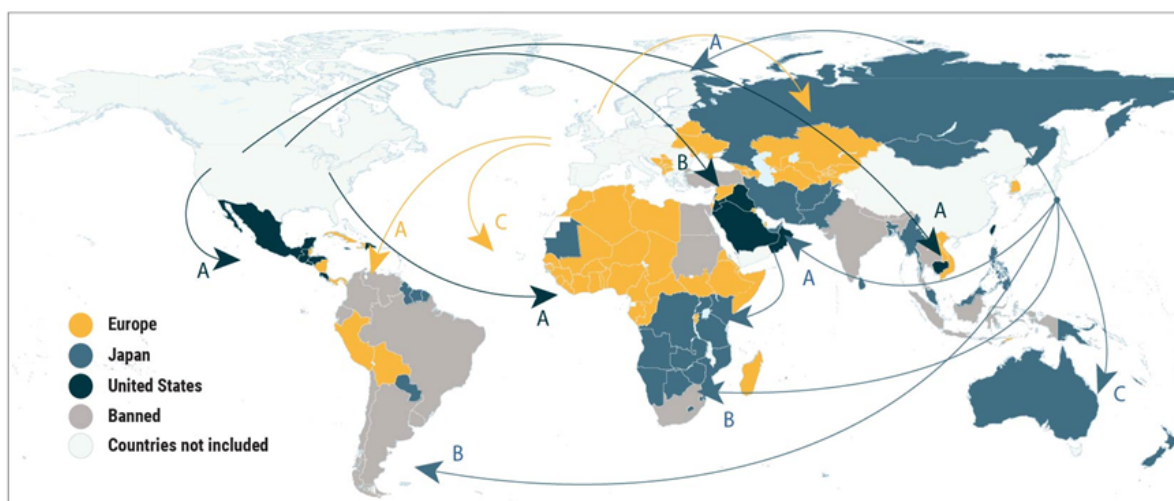 A
B
A
A
C
A
A
A
Europe
Japan
United States
Banned
Countries not included
B
C
B